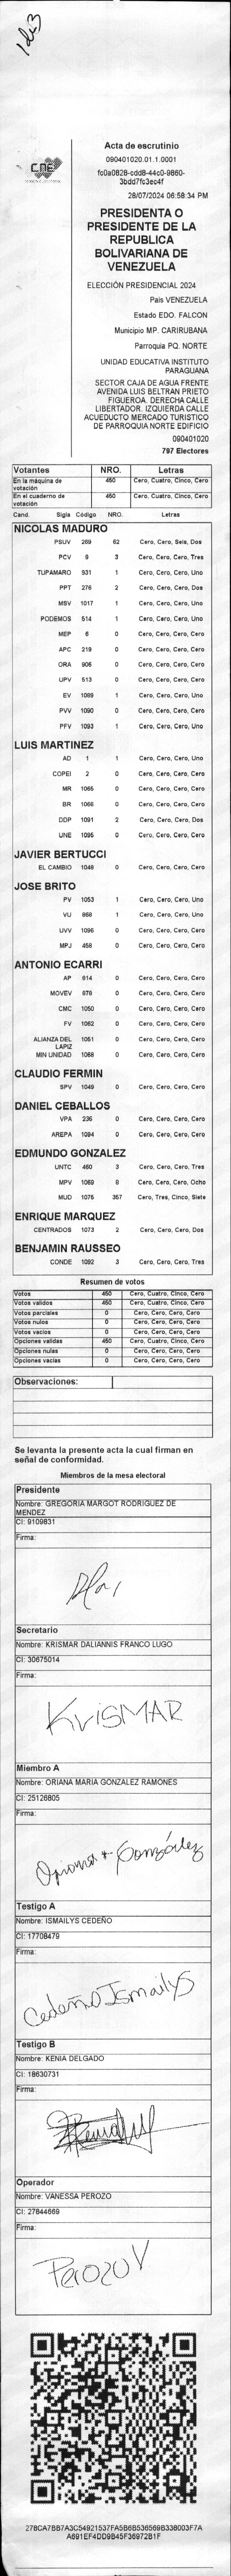 1 de 3
CNE
Acta de escrutinio
090401020.01.1.0001
fc0a0828-cdd8-44c0-9860-
3bdd7fc3ec4f
28/07/2024 06:58:34 PM
PRESIDENTA O
PRESIDENTE DE LA
REPUBLICA
BOLIVARIANA DE
VENEZUELA
ELECCIÓN PRESIDENCIAL 2024
País VENEZUELA
Estado EDO. FALCON
Municipio MP. CARIRUBANA
Parroquia PQ. NORTE
UNIDAD EDUCATIVA INSTITUTO
PARAGUANA
SECTOR CAJA DE AGUA FRENTE
AVENIDA LUIS BELTRAN PRIETO
FIGUEROA. DERECHA CALLE
LIBERTADOR. IZQUIERDA CALLE
ACUEDUCTO MERCADO TURISTICO
DE PARROQUIA NORTE EDIFICIO
090401020
797 Electores
Votantes NRO. Letras
En la máquina de votación 450 Cero, Cuatro, Cinco, Cero
En el cuaderno de votación 450 Cero, Cuatro, Cinco, Cero
Cand. Sigla Código NRO. Letras
NICOLAS MADURO
PSUV 269 62 Cero, Cero, Seis, Dos
PCV 9 3 Cero, Cero, Cero, Tres
TUPAMARO 931 1 Cero, Cero, Cero, Uno
PPT 276 2 Cero, Cero, Cero, Dos
MSV 1017 1 Cero, Cero, Cero, Uno
PODEMOS 514 1 Cero, Cero, Cero, Uno
MEP 6 0 Cero, Cero, Cero, Cero
APC 219 0 Cero, Cero, Cero, Cero
ORA 906 0 Cero, Cero, Cero, Cero
UPV 513 0 Cero, Cero, Cero, Cero
EV 1089 1 Cero, Cero, Cero, Uno
PVV 1090 0 Cero, Cero, Cero, Cero
PFV 1093 1 Cero, Cero, Cero, Uno
LUIS MARTINEZ
AD 1 1 Cero, Cero, Cero, Uno
COPEI 2 0 Cero, Cero, Cero, Cero
MR 1065 0 Cero, Cero, Cero, Cero
BR 1066 0 Cero, Cero, Cero, Cero
DDP 1091 2 Cero, Cero, Cero, Dos
UNE 1095 0 Cero, Cero, Cero, Cero
JAVIER BERTUCCI
EL CAMBIO 1048 0 Cero, Cero, Cero, Cero
JOSE BRITO
PV 1053 1 Cero, Cero, Cero, Uno
VU 868 1 Cero, Cero, Cero, Uno
UVV 1096 0 Cero, Cero, Cero, Cero
MPJ 458 0 Cero, Cero, Cero, Cero
ANTONIO ECARRI
AP 914 0 Cero, Cero, Cero, Cero
MOVEV 978 0 Cero, Cero, Cero, Cero
CMC 1050 0 Cero, Cero, Cero, Cero
FV 1062 0 Cero, Cero, Cero, Cero
ALIANZA DEL LAPIZ 1051 0 Cero, Cero, Cero, Cero
MIN UNIDAD 1068 0 Cero, Cero, Cero, Cero
CLAUDIO FERMIN
SPV 1049 0 Cero, Cero, Cero, Cero
DANIEL CEBALLOS
VPA 236 0 Cero, Cero, Cero, Cero
AREPA 1094 0 Cero, Cero, Cero, Cero
EDMUNDO GONZALEZ
UNTC 460 3 Cero, Cero, Cero, Tres
MPV 1069 8 Cero, Cero, Cero, Ocho
MUD 1075 357 Cero, Tres, Cinco, Siete
ENRIQUE MARQUEZ
CENTRADOS 1073 2 Cero, Cero, Cero, Dos
BENJAMIN RAUSSEO
CONDE 1092 3 Cero, Cero, Cero, Tres
Resumen de votos
Votos 450 Cero, Cuatro, Cinco, Cero
Votos validos 450 Cero, Cuatro, Cinco, Cero
Votos parciales 0 Cero, Cero, Cero, Cero
Votos nulos 0 Cero, Cero, Cero, Cero
Votos vacios 0 Cero, Cero, Cero, Cero
Opciones validas 450 Cero, Cuatro, Cinco, Cero
Opciones nulas 0 Cero, Cero, Cero, Cero
Opciones vacias 0 Cero, Cero, Cero, Cero
Observaciones:
Se levanta la presente acta la cual firman en
señal de conformidad.
Miembros de la mesa electoral
Presidente
Nombre: GREGORIA MARGOT RODRIGUEZ DE
MENDEZ
CI: 9109831
Firma:
Secretario
Nombre: KRISMAR DALIANNIS FRANCO LUGO
CI: 30675014
Firma:
KrisMAR
Miembro A
Nombre: ORIANA MARIA GONZALEZ RAMONES
CI: 25126805
Firma:
Oriana González
Testigo A
Nombre: ISMAILYS CEDEÑO
CI: 17708479
Firma:
Cedeño Ismailys
Testigo B
Nombre: KENIA DELGADO
CI: 18630731
Firma:
Operador
Nombre: VANESSA PEROZO
CI: 27844669
Firma:
Perozo V
278CA7BB7A3C54921537FA5B6B536569B338003F7A
A691EF4DD9B45F36972B1F